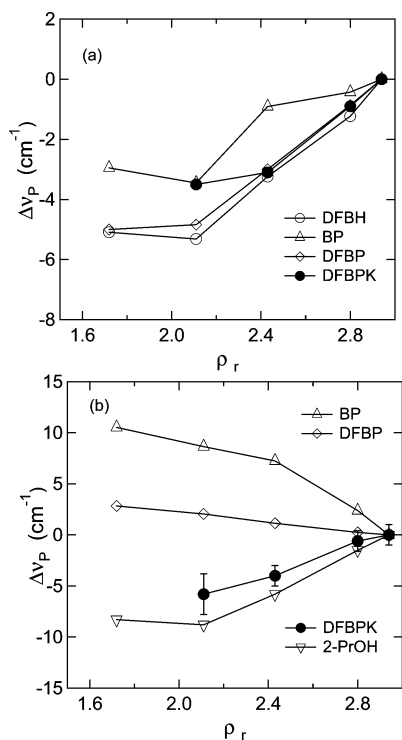 2
(a)
0
-2
-4
-6
-8
Δν_P (cm⁻¹)
DFBH
BP
DFBP
DFBPK
1.6 2.0 2.4 2.8
ρ_r
15
(b)
BP
DFBP
10
5
0
-5
-10
-15
Δν_P (cm⁻¹)
DFBPK
2-PrOH
1.6 2.0 2.4 2.8
ρ_r